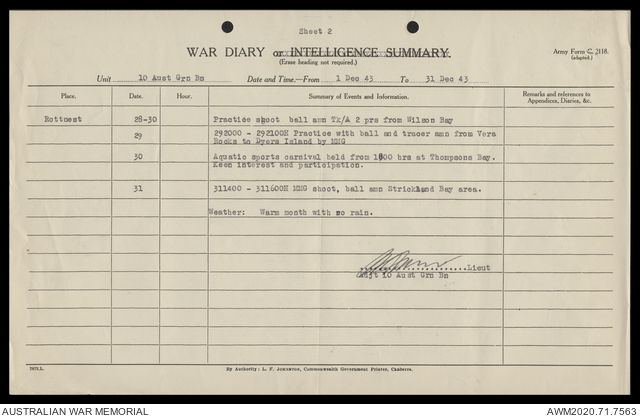 Sheet 2
WAR DIARY or INTELLIGENCE SUMMARY.
(Erase heading not required.)
Army Form C. 2118.
(adapted.)
Unit 10 Aust Grn Bn Date and Time.—From 1 Dec 43 To 31 Dec 43
Place. Date. Hour. Summary of Events and Information. Remarks and references to
Appendices, Diaries, &c.
Rottnest 28-30 Practice shoot ball amn Tk/A 2 prs from Wilson Bay
29 292000 - 292100H Practice with ball and tracer amn from Vera
Rocks to Dyers Island by MMG
30 Aquatic sports carnival held from 1600 hrs at Thompsons Bay.
Keen interest and participation.
31 311400 - 311600H MMG shoot, ball amn Strickland Bay area.
Weather: Warm month with no rain.
Lieut
Adjt 10 Aust Grn Bn
By Authority: L. F. Johnston, Commonwealth Government Printer, Canberra.
AUSTRALIAN WAR MEMORIAL
AWM2020.71.7563